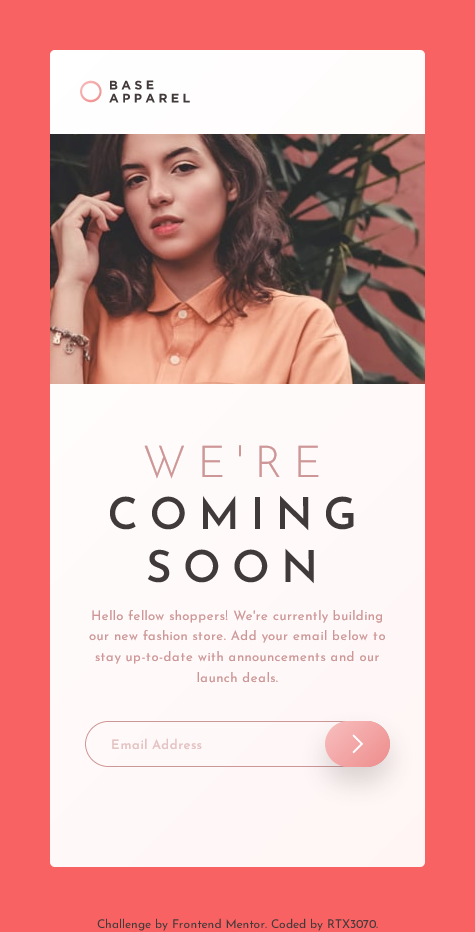 BASE
APPAREL
WE'RE
COMING
SOON
Hello fellow shoppers! We're currently building
our new fashion store. Add your email below to
stay up-to-date with announcements and our
launch deals.
Email Address
Challenge by Frontend Mentor. Coded by RTX3070.